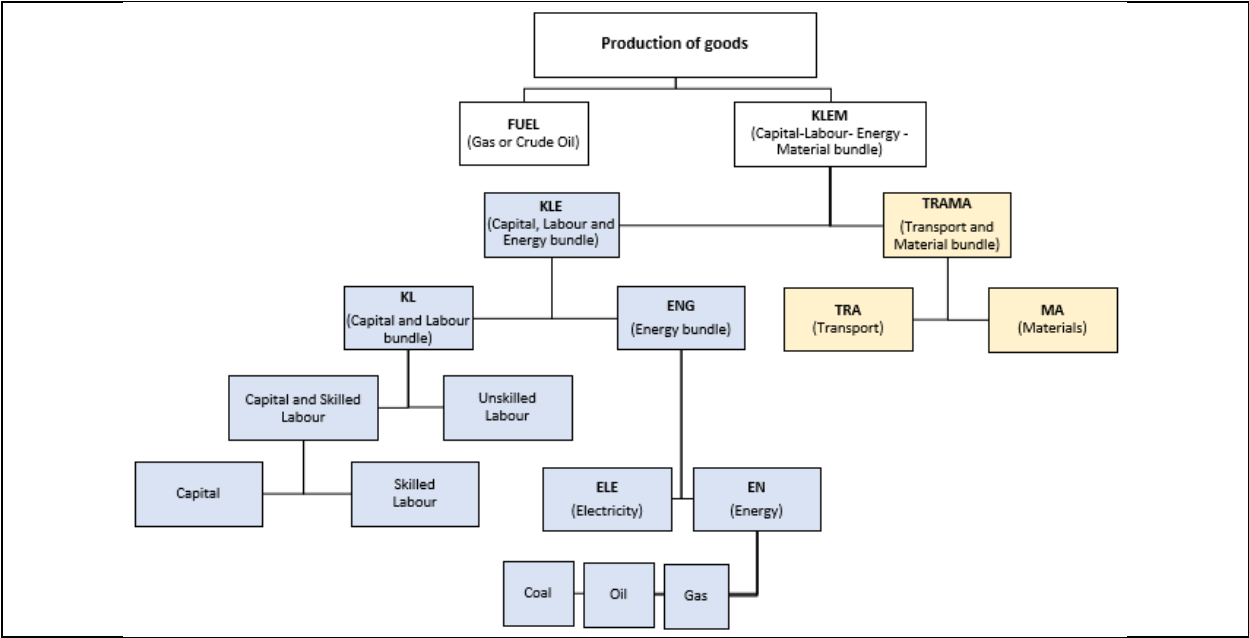 Production of goods
FUEL
(Gas or Crude Oil)
KLEM
(Capital-Labour- Energy -
Material bundle)
KLE
(Capital, Labour and
Energy bundle)
TRAMA
(Transport and
Material bundle)
KL
(Capital and Labour
bundle)
ENG
(Energy bundle)
TRA
(Transport)
MA
(Materials)
Capital and Skilled
Labour
Unskilled
Labour
Capital
Skilled
Labour
ELE
(Electricity)
EN
(Energy)
Coal
Oil
Gas